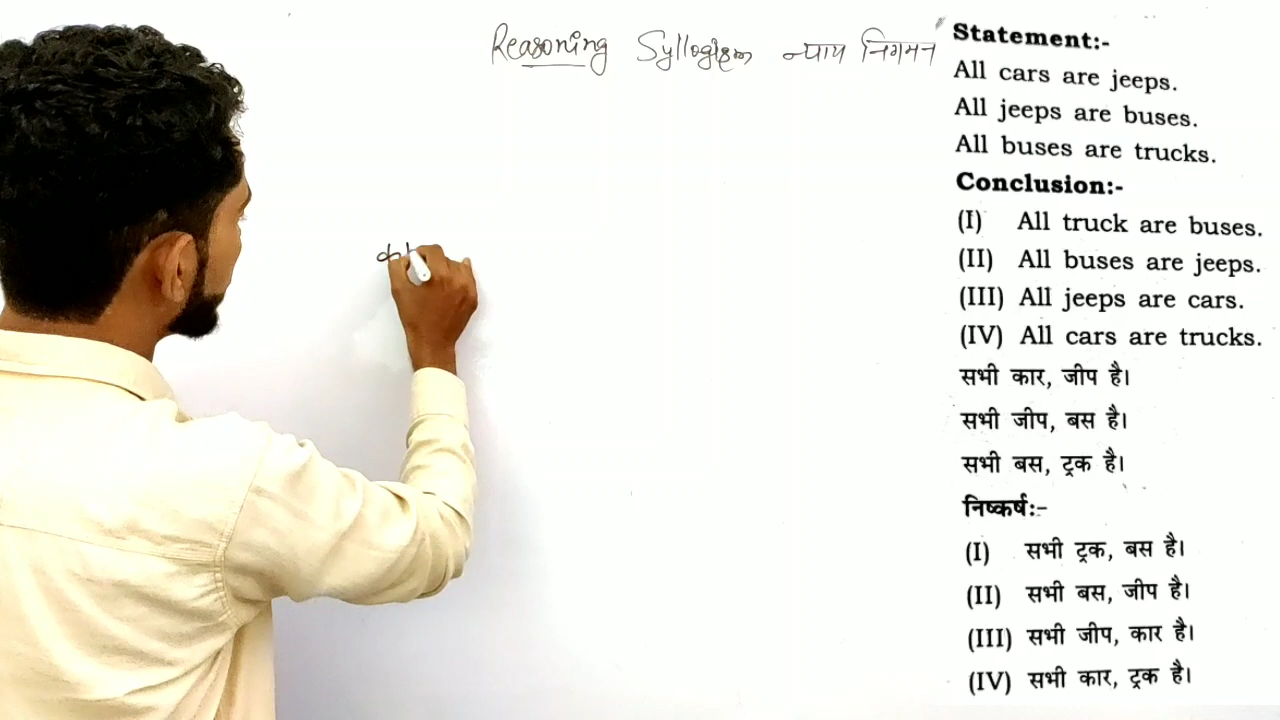 Reasoning Syllogism न्याय निगमन
Statement:-
All cars are jeeps.
All jeeps are buses.
All buses are trucks.
Conclusion:-
(I) All truck are buses.
(II) All buses are jeeps.
(III) All jeeps are cars.
(IV) All cars are trucks.
सभी कार, जीप है।
सभी जीप, बस है।
सभी बस, ट्रक है।
निष्कर्ष:-
(I) सभी ट्रक, बस है।
(II) सभी बस, जीप है।
(III) सभी जीप, कार है।
(IV) सभी कार, ट्रक है।